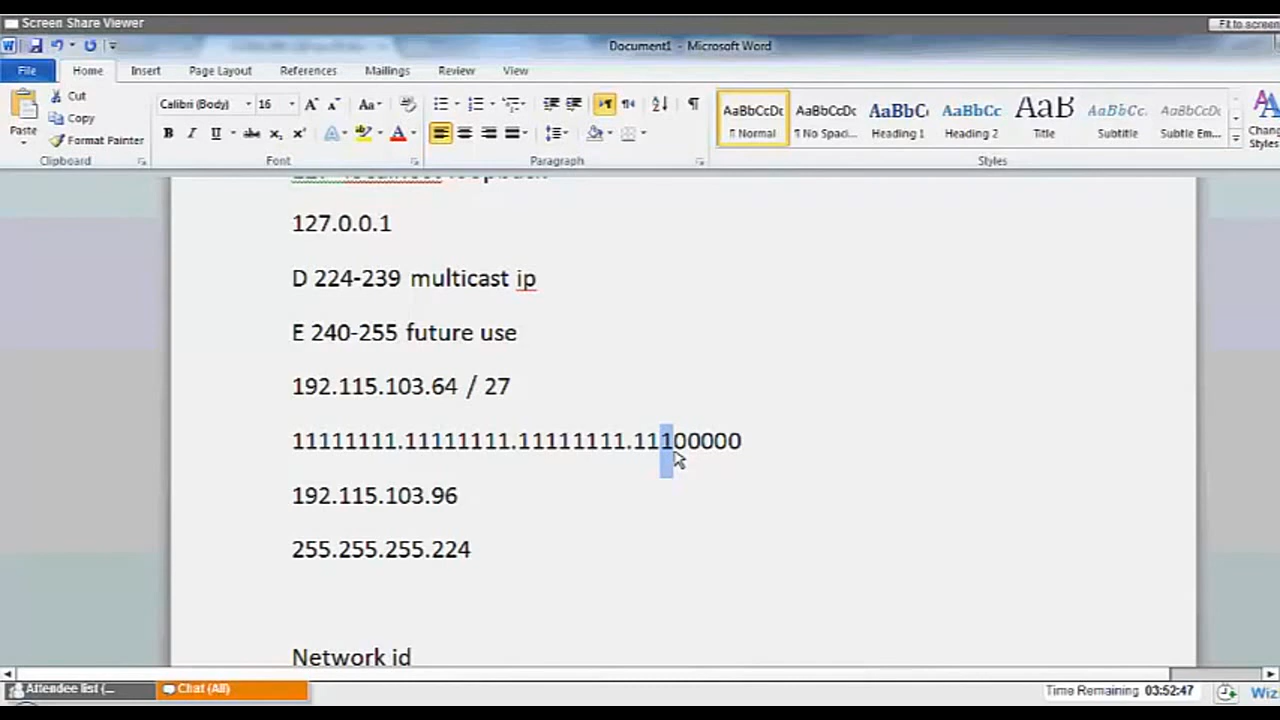 Screen Share Viewer
Fit to screen
Document1 - Microsoft Word
File Home Insert Page Layout References Mailings Review View
Paste
Cut
Copy
Format Painter
Calibri (Body) 16
AaBbCcDc AaBbCcDc AaBbC AaBbCc AaB AaBbCc. AaBbCcDc
¶ Normal ¶ No Spaci... Heading 1 Heading 2 Title Subtitle Subtle Em...
Styles
Clipboard Font Paragraph Styles
127.0.0.1
D 224-239 multicast ip
E 240-255 future use
192.115.103.64 / 27
11111111.11111111.11111111.11100000
192.115.103.96
255.255.255.224
Network id
Attendee list (... Chat (All)
Time Remaining 03:52:47